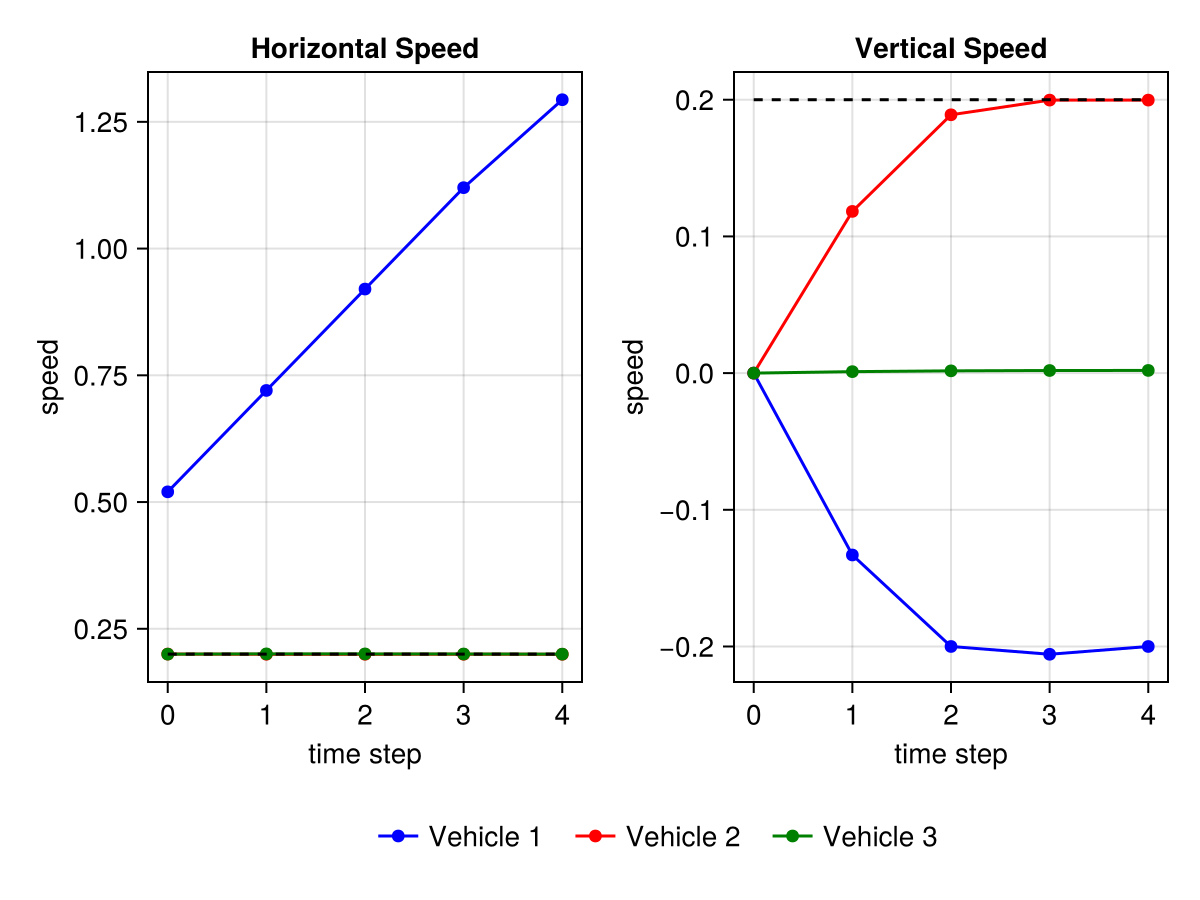 Horizontal Speed
speed
1.25
1.00
0.75
0.50
0.25
0 1 2 3 4
time step
Vertical Speed
speed
0.2
0.1
0.0
−0.1
−0.2
0 1 2 3 4
time step
Vehicle 1 Vehicle 2 Vehicle 3